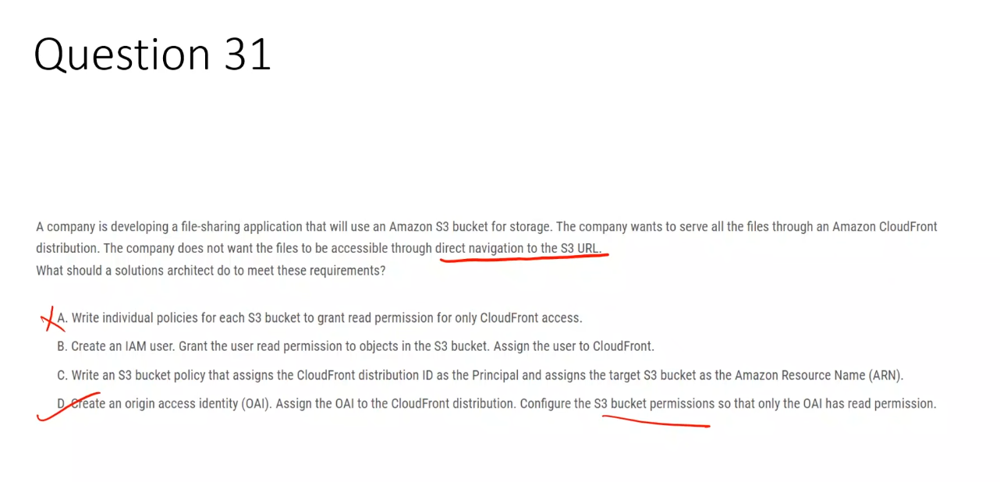 Question 31
A company is developing a file-sharing application that will use an Amazon S3 bucket for storage. The company wants to serve all the files through an Amazon CloudFront
distribution. The company does not want the files to be accessible through direct navigation to the S3 URL.
What should a solutions architect do to meet these requirements?
A. Write individual policies for each S3 bucket to grant read permission for only CloudFront access.
B. Create an IAM user. Grant the user read permission to objects in the S3 bucket. Assign the user to CloudFront.
C. Write an S3 bucket policy that assigns the CloudFront distribution ID as the Principal and assigns the target S3 bucket as the Amazon Resource Name (ARN).
D. Create an origin access identity (OAI). Assign the OAI to the CloudFront distribution. Configure the S3 bucket permissions so that only the OAI has read permission.